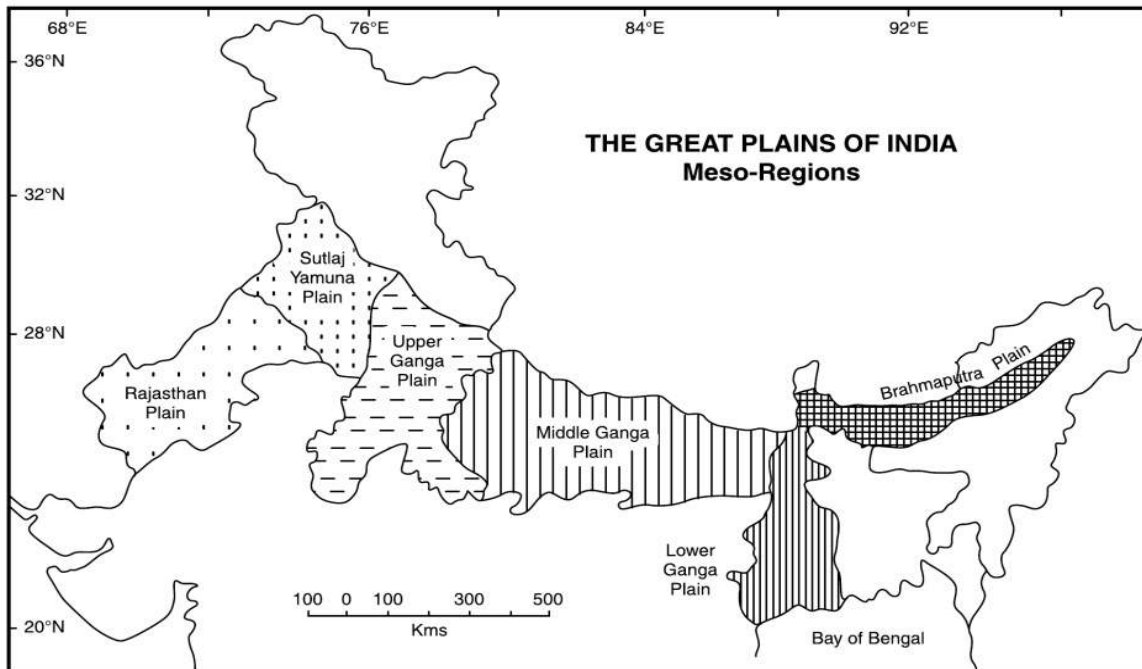 68°E 76°E 84°E 92°E
36°N
THE GREAT PLAINS OF INDIA
Meso-Regions
32°N
Sutlaj
Yamuna
Plain
28°N
Upper
Ganga
Plain
Brahmaputra Plain
Rajasthan
Plain
Middle Ganga
Plain
Lower
Ganga
Plain
100 0 100 300 500
Kms
20°N
Bay of Bengal